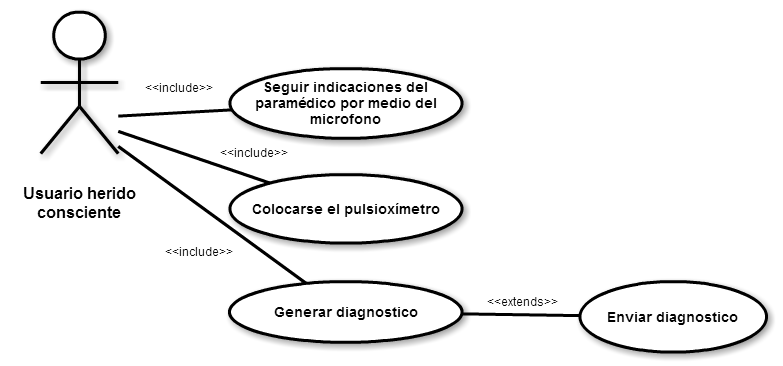 <<include>>
Seguir indicaciones del
paramédico por medio del
microfono
<<include>>
Usuario herido
consciente
Colocarse el pulsioxímetro
<<include>>
Generar diagnostico
<<extends>>
Enviar diagnostico